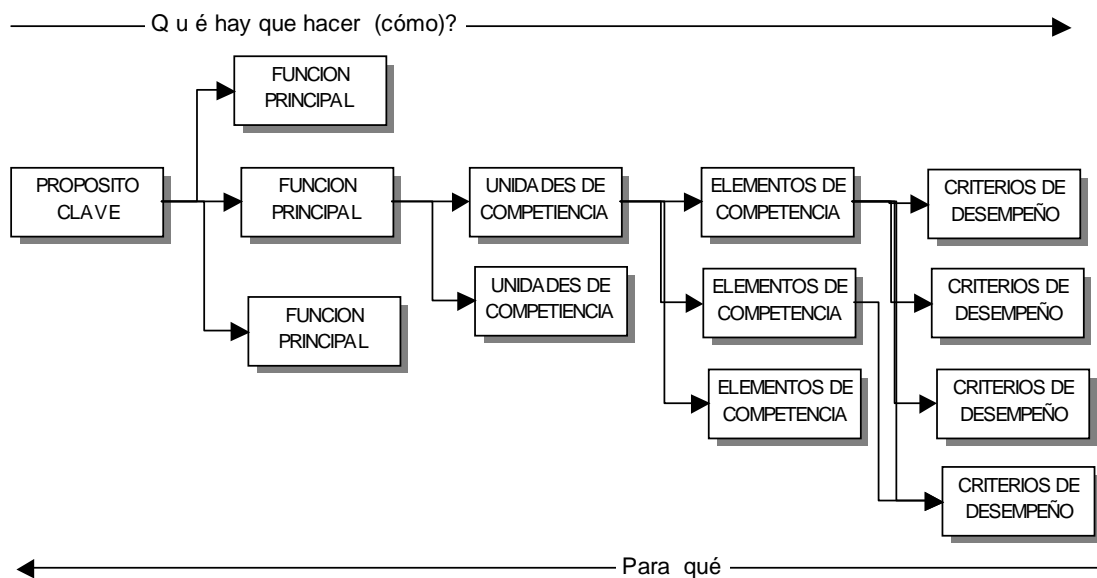 Q u é hay que hacer (cómo)?
FUNCION
PRINCIPAL
PROPOSITO
CLAVE
FUNCION
PRINCIPAL
FUNCION
PRINCIPAL
UNIDADES DE
COMPETIENCIA
UNIDADES DE
COMPETIENCIA
ELEMENTOS DE
COMPETENCIA
ELEMENTOS DE
COMPETENCIA
ELEMENTOS DE
COMPETENCIA
CRITERIOS DE
DESEMPEÑO
CRITERIOS DE
DESEMPEÑO
CRITERIOS DE
DESEMPEÑO
CRITERIOS DE
DESEMPEÑO
Para qué